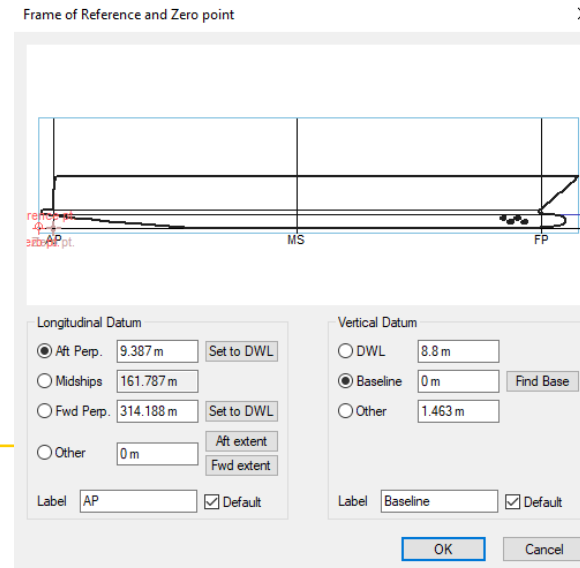 Frame of Reference and Zero point
AP
MS
FP
Longitudinal Datum
Aft Perp. 9.387 m Set to DWL
Midships 161.787 m
Fwd Perp. 314.188 m Set to DWL
Other 0 m Aft extent
Fwd extent
Label AP Default
Vertical Datum
DWL 8.8 m
Baseline 0 m Find Base
Other 1.463 m
Label Baseline Default
OK Cancel